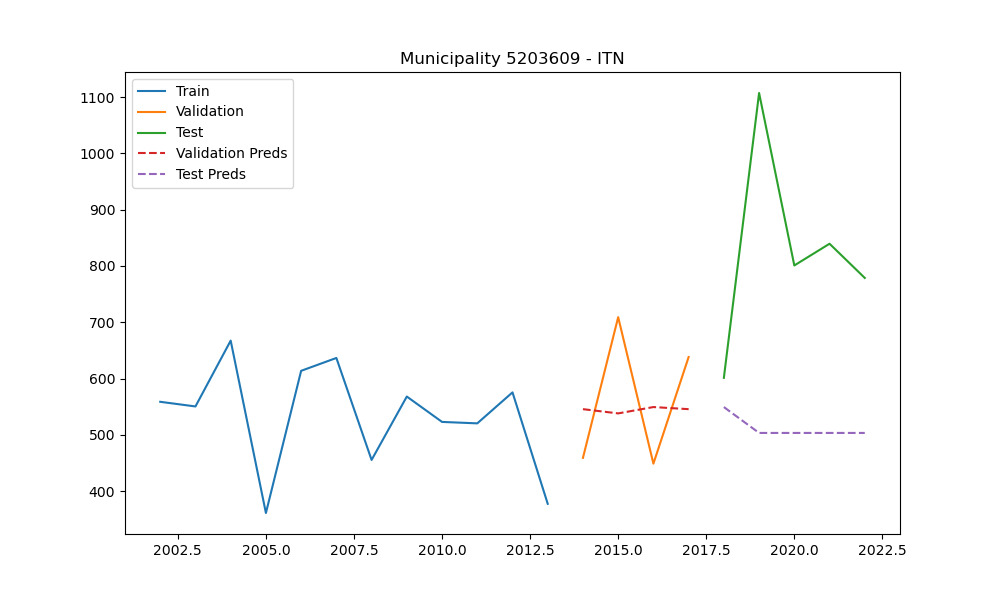 Municipality 5203609 - ITN
Train
Validation
Test
Validation Preds
Test Preds
1100
1000
900
800
700
600
500
400
2002.5 2005.0 2007.5 2010.0 2012.5 2015.0 2017.5 2020.0 2022.5